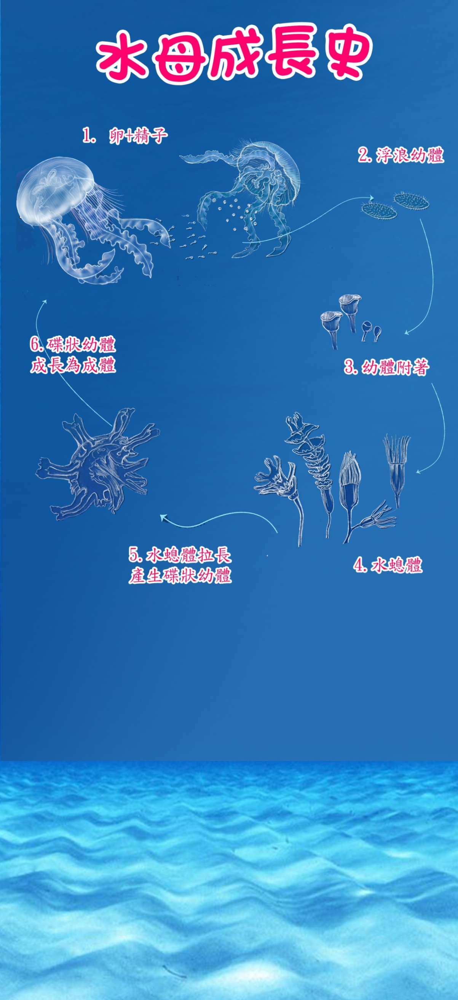 水母成長史
1. 卵+精子
2.浮浪幼體
3.幼體附著
4.水螅體
5.水螅體拉長
產生碟狀幼體
6.碟狀幼體
成長為成體